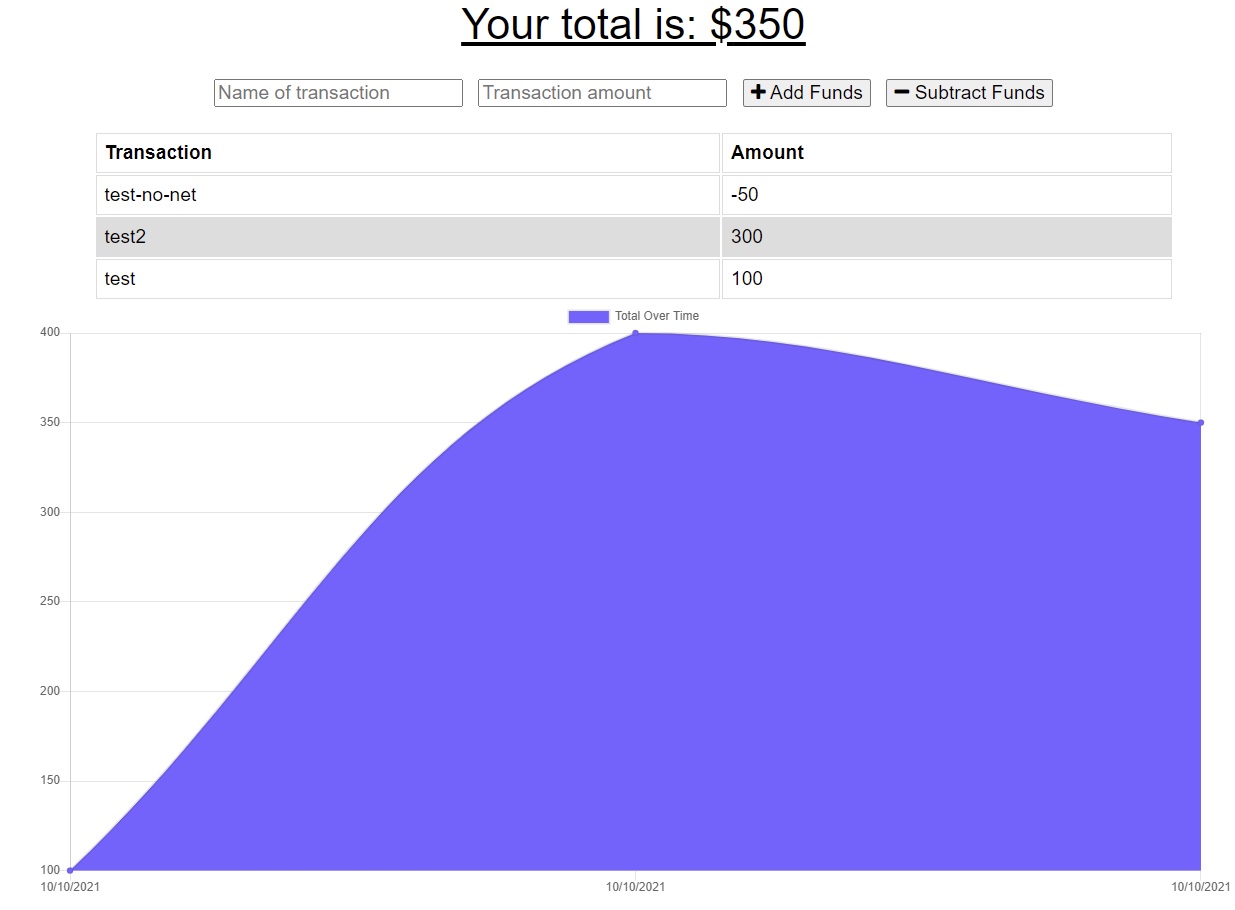 Your total is: $350
Name of transaction Transaction amount Add Funds Subtract Funds
Transaction Amount
test-no-net -50
test2 300
test 100
Total Over Time
400
350
300
250
200
150
100
10/10/2021 10/10/2021 10/10/2021